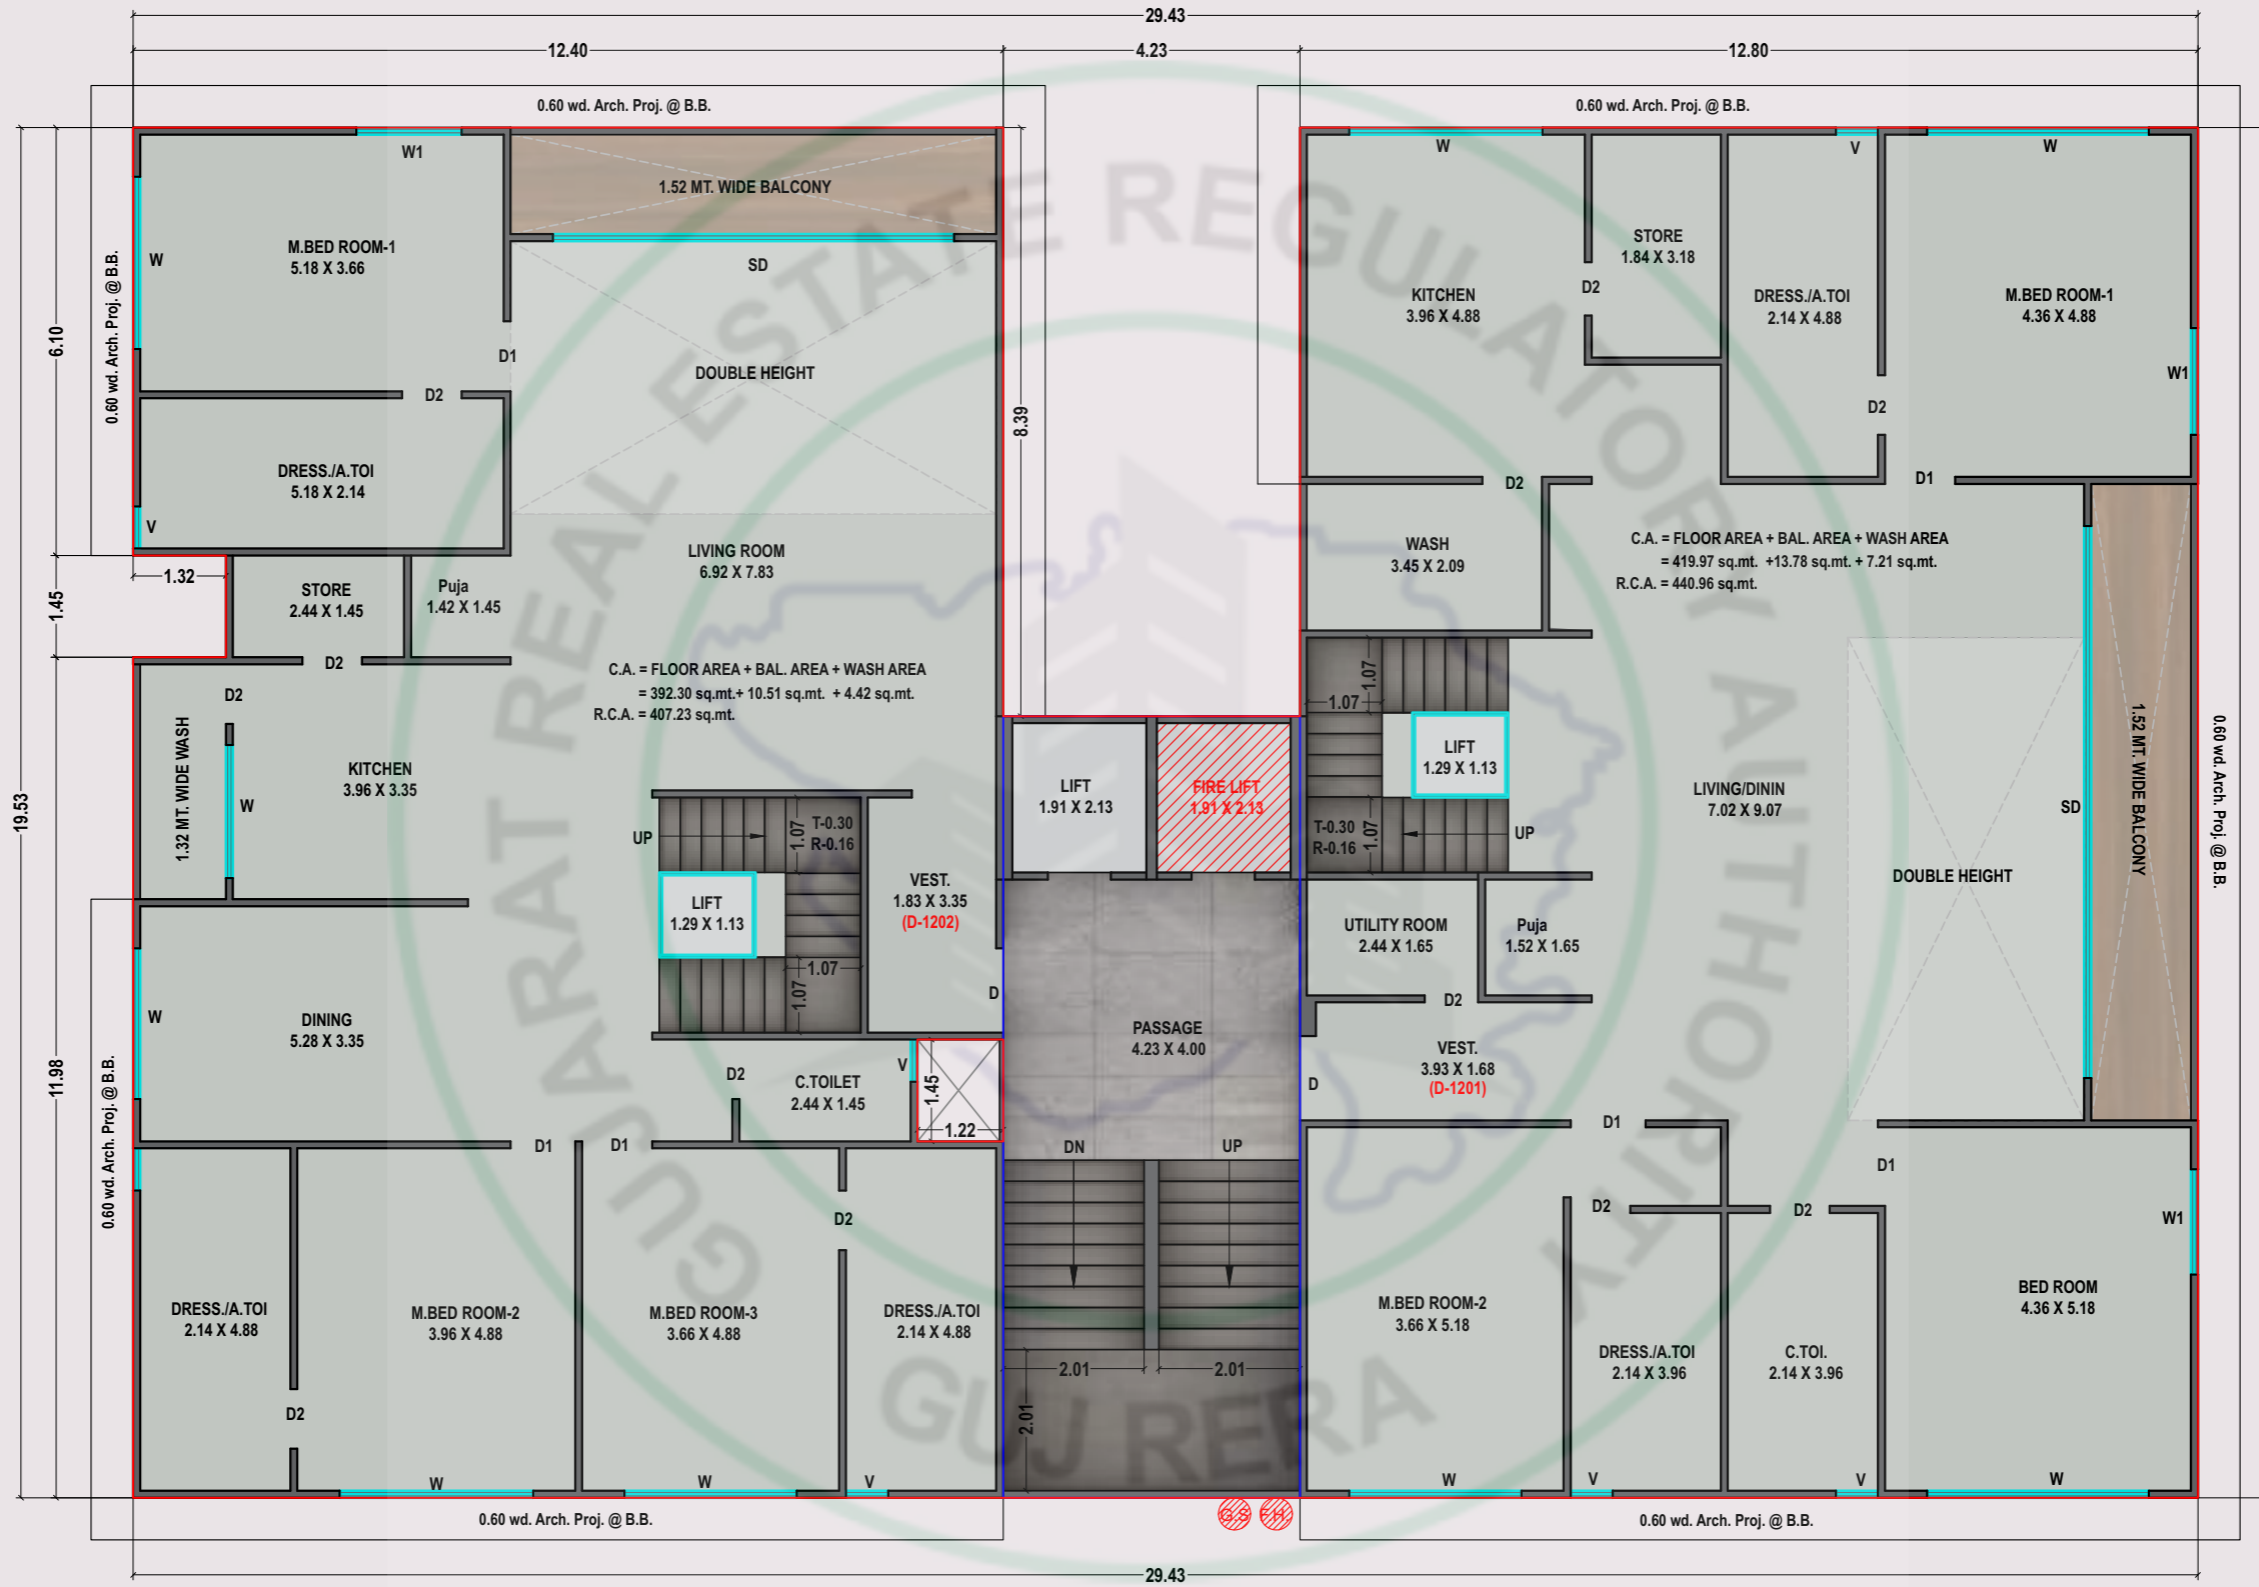 29.43
12.40
4.23
12.80
0.60 wd. Arch. Proj. @ B.B.
0.60 wd. Arch. Proj. @ B.B.
19.53
6.10
1.45
11.98
0.60 wd. Arch. Proj. @ B.B.
0.60 wd. Arch. Proj. @ B.B.
W1
W
M.BED ROOM-1
5.18 X 3.66
D1
D2
DRESS./A.TOI
5.18 X 2.14
V
1.52 MT. WIDE BALCONY
SD
DOUBLE HEIGHT
8.39
LIVING ROOM
6.92 X 7.83
1.32
STORE
2.44 X 1.45
Puja
1.42 X 1.45
D2
D2
C.A. = FLOOR AREA + BAL. AREA + WASH AREA
= 392.30 sq.mt.+ 10.51 sq.mt. + 4.42 sq.mt.
R.C.A. = 407.23 sq.mt.
1.32 MT. WIDE WASH
KITCHEN
3.96 X 3.35
W
UP
1.07
T-0.30
R-0.16
LIFT
1.29 X 1.13
1.07
1.07
VEST.
1.83 X 3.35
(D-1202)
D
W
DINING
5.28 X 3.35
D2
C.TOILET
2.44 X 1.45
V
1.45
1.22
D1
D1
D2
DRESS./A.TOI
2.14 X 4.88
D2
M.BED ROOM-2
3.96 X 4.88
W
M.BED ROOM-3
3.66 X 4.88
W
DRESS./A.TOI
2.14 X 4.88
V
0.60 wd. Arch. Proj. @ B.B.
LIFT
1.91 X 2.13
FIRE LIFT
1.91 X 2.13
PASSAGE
4.23 X 4.00
DN
UP
2.01
2.01
2.01
G.S
F.H.
W
KITCHEN
3.96 X 4.88
STORE
1.84 X 3.18
D2
V
DRESS./A.TOI
2.14 X 4.88
D2
W
M.BED ROOM-1
4.36 X 4.88
W1
D1
D2
WASH
3.45 X 2.09
C.A. = FLOOR AREA + BAL. AREA + WASH AREA
= 419.97 sq.mt. +13.78 sq.mt. + 7.21 sq.mt.
R.C.A. = 440.96 sq.mt.
1.07
1.07
LIFT
1.29 X 1.13
T-0.30
R-0.16
1.07
UP
LIVING/DININ
7.02 X 9.07
SD
DOUBLE HEIGHT
1.52 MT. WIDE BALCONY
0.60 wd. Arch. Proj. @ B.B.
UTILITY ROOM
2.44 X 1.65
Puja
1.52 X 1.65
D2
VEST.
3.93 X 1.68
(D-1201)
D
D1
D1
D2
D2
M.BED ROOM-2
3.66 X 5.18
W
DRESS./A.TOI
2.14 X 3.96
V
C.TOI.
2.14 X 3.96
V
BED ROOM
4.36 X 5.18
W1
W
0.60 wd. Arch. Proj. @ B.B.
29.43
GUJARAT REAL ESTATE REGULATORY AUTHORITY
GUJ RERA